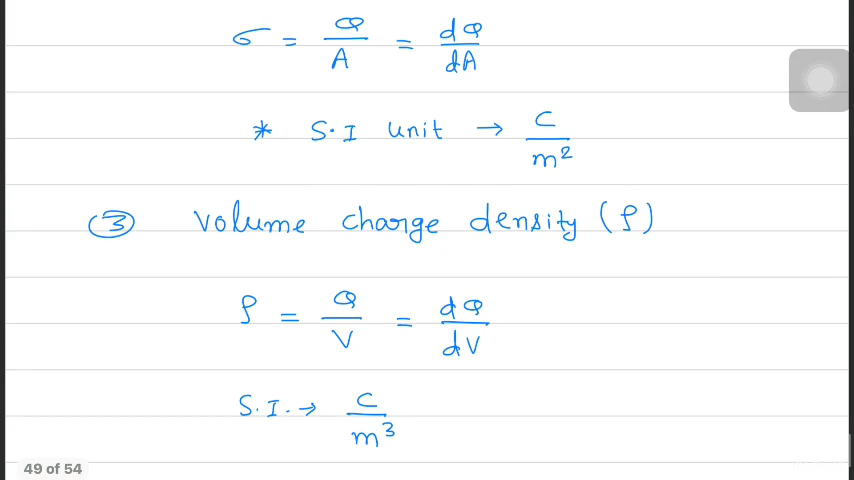 σ = Q/A = dQ/dA
* S.I unit → C/m²
③ Volume charge density (ρ)
ρ = Q/V = dQ/dV
S.I. → C/m³
49 of 54